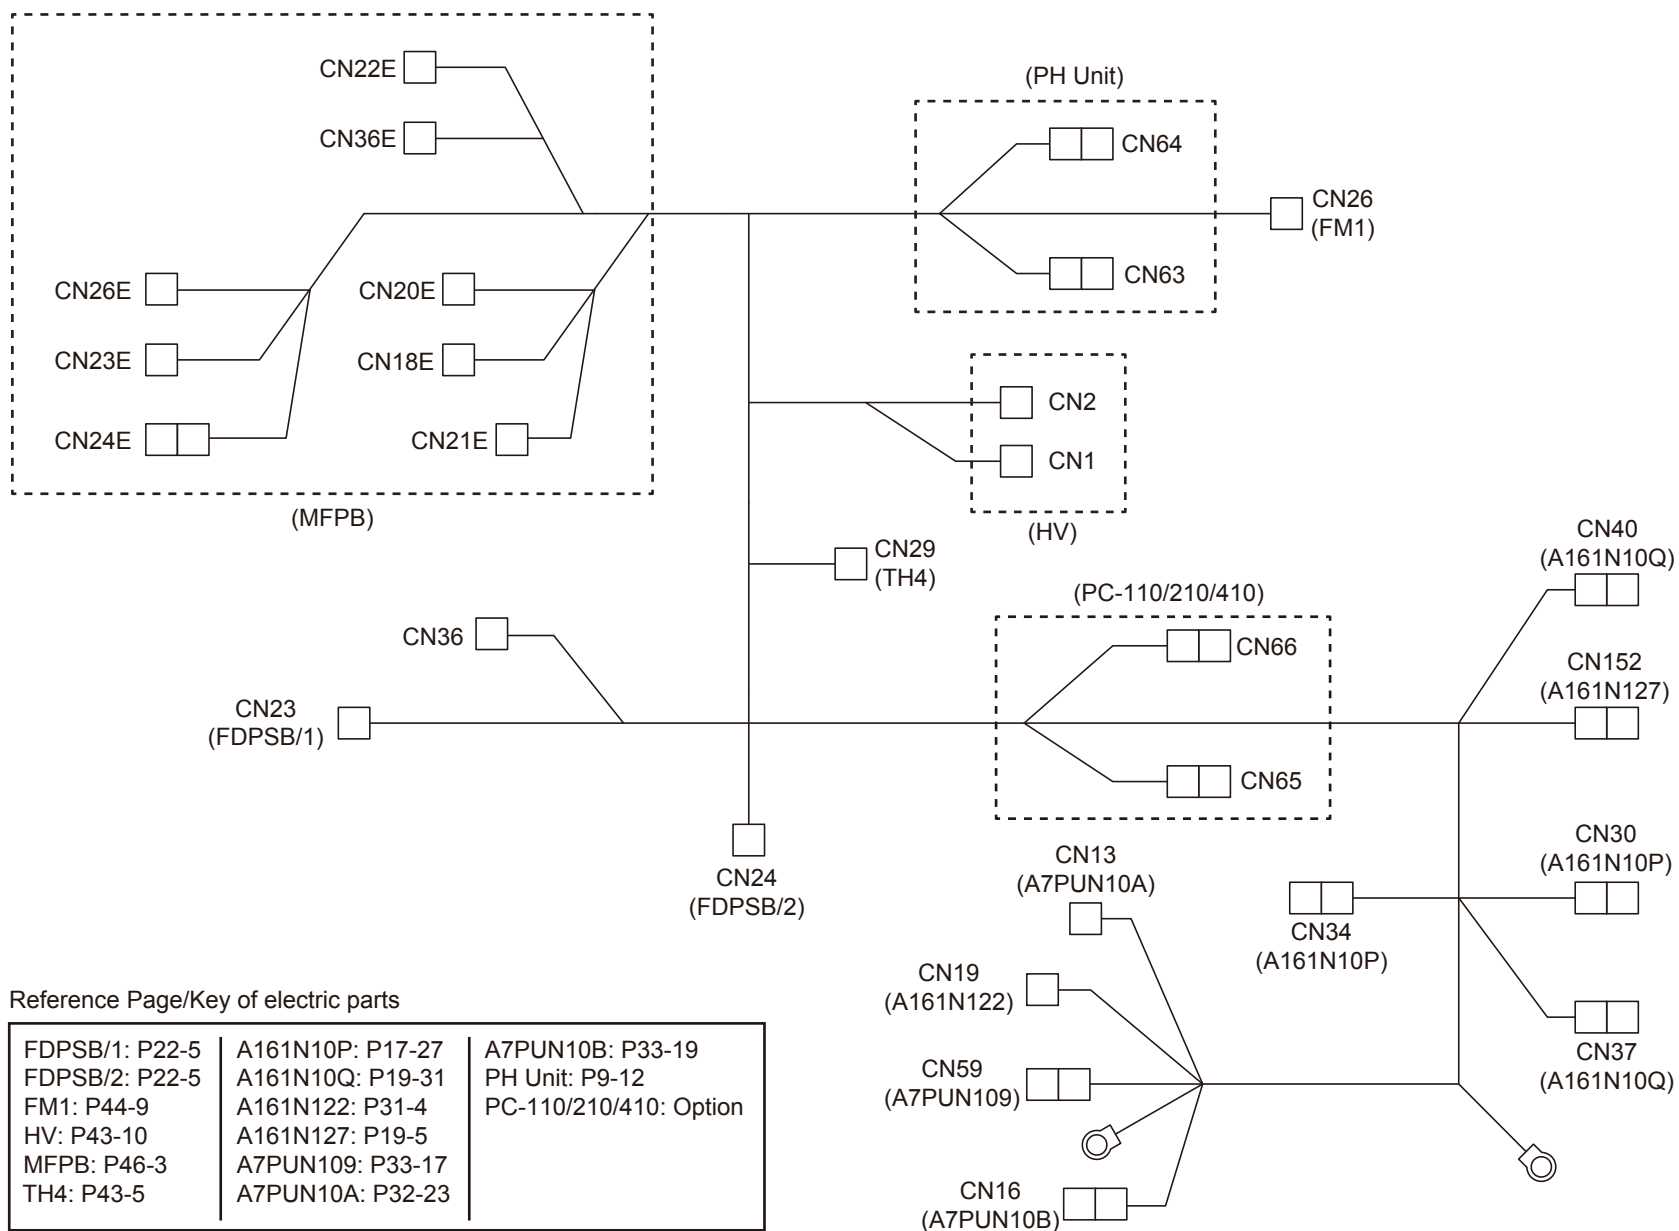 CN22E
(PH Unit)
CN36E
CN64
CN26
(FM1)
CN26E
CN20E
CN63
CN23E
CN18E
CN2
CN24E
CN21E
CN1
(MFPB)
(HV)
CN40
(A161N10Q)
CN29
(TH4)
(PC-110/210/410)
CN36
CN66
CN152
(A161N127)
CN23
(FDPSB/1)
CN65
CN30
(A161N10P)
CN13
(A7PUN10A)
CN24
(FDPSB/2)
CN34
(A161N10P)
CN19
(A161N122)
CN37
(A161N10Q)
CN59
(A7PUN109)
CN16
(A7PUN10B)
Reference Page/Key of electric parts
FDPSB/1: P22-5
FDPSB/2: P22-5
FM1: P44-9
HV: P43-10
MFPB: P46-3
TH4: P43-5
A161N10P: P17-27
A161N10Q: P19-31
A161N122: P31-4
A161N127: P19-5
A7PUN109: P33-17
A7PUN10A: P32-23
A7PUN10B: P33-19
PH Unit: P9-12
PC-110/210/410: Option